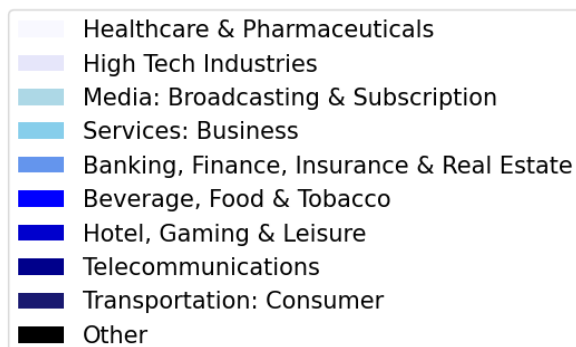 Healthcare & Pharmaceuticals
High Tech Industries
Media: Broadcasting & Subscription
Services: Business
Banking, Finance, Insurance & Real Estate
Beverage, Food & Tobacco
Hotel, Gaming & Leisure
Telecommunications
Transportation: Consumer
Other